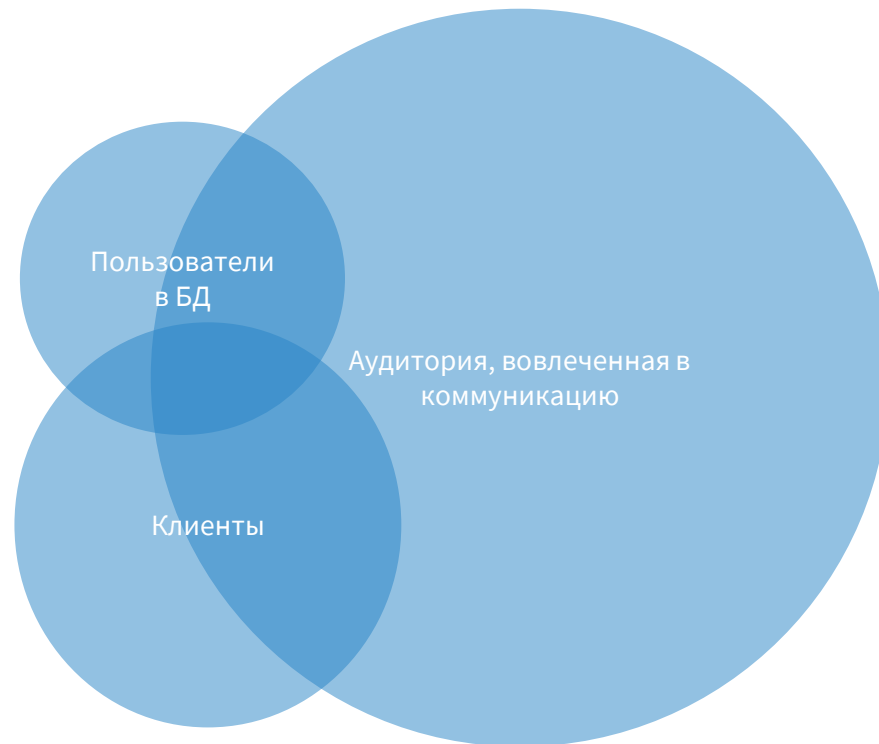 Пользователи
в БД
Аудитория, вовлеченная в
коммуникацию
Клиенты